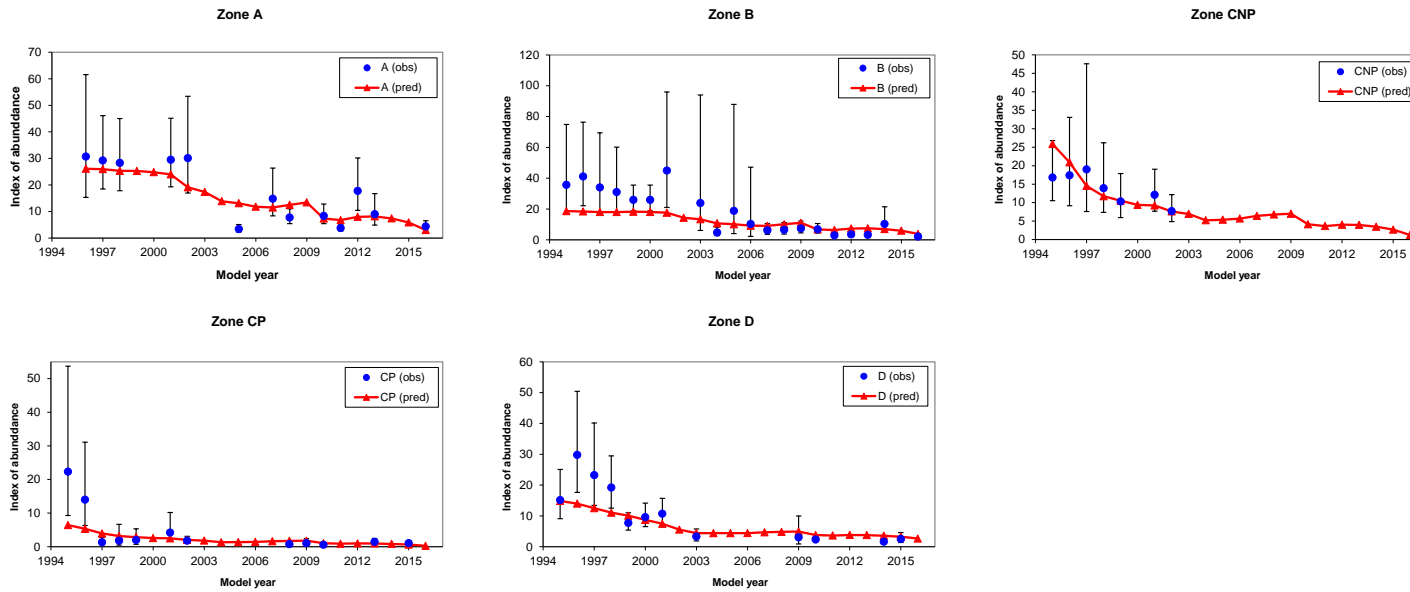 Zone A
70
60
50
40
30
20
10
0
1994 1997 2000 2003 2006 2009 2012 2015
Index of abunddance
Model year
A (obs)
A (pred)
Zone B
120
100
80
60
40
20
0
1994 1997 2000 2003 2006 2009 2012 2015
Index of abunddance
Model year
B (obs)
B (pred)
Zone CNP
50
45
40
35
30
25
20
15
10
5
0
1994 1997 2000 2003 2006 2009 2012 2015
Index of abunddance
Model year
CNP (obs)
CNP (pred)
Zone CP
50
40
30
20
10
0
1994 1997 2000 2003 2006 2009 2012 2015
Index of abunddance
Model year
CP (obs)
CP (pred)
Zone D
60
50
40
30
20
10
0
1994 1997 2000 2003 2006 2009 2012 2015
Index of abunddance
Model year
D (obs)
D (pred)